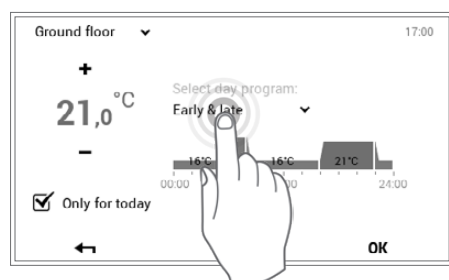 Ground floor
17:00
+
21,0 °C
−
Select day program:
Early & late
16°C 16°C 21°C
00:00 24:00
Only for today
OK